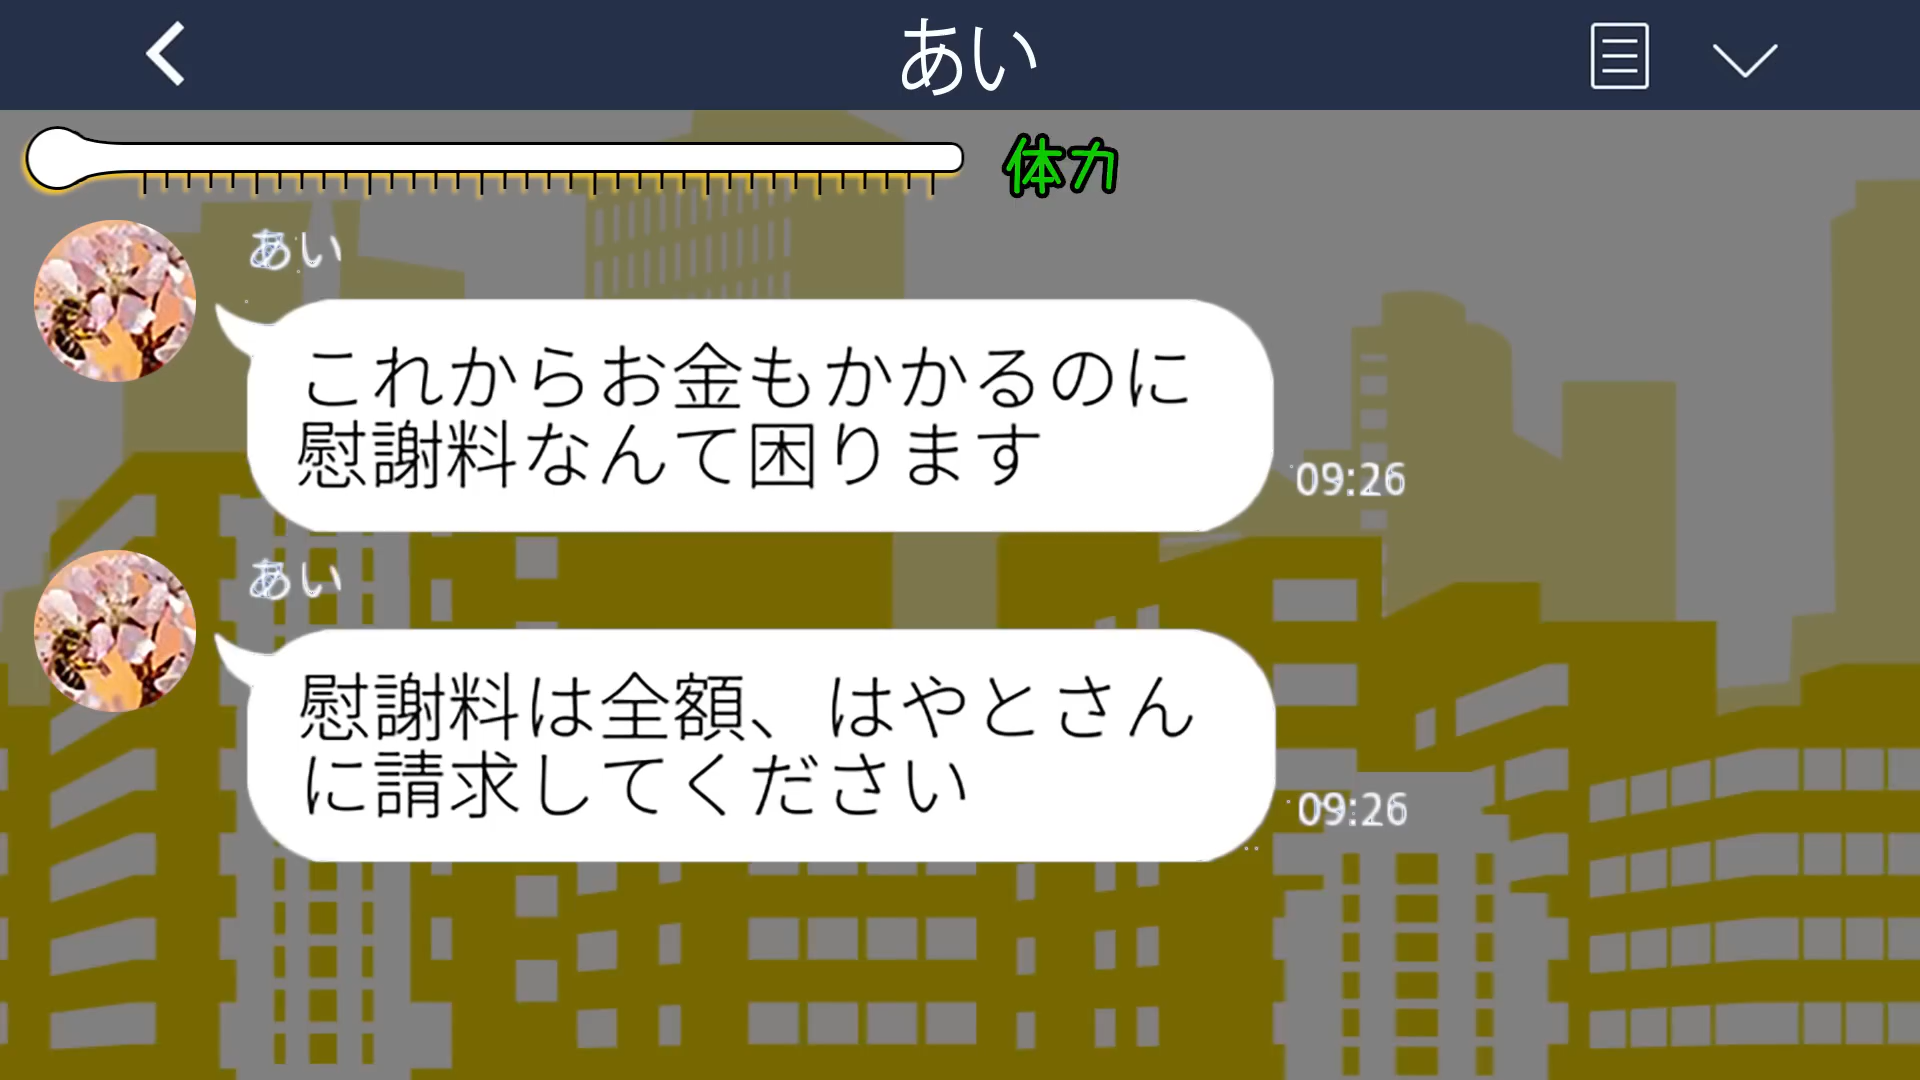 あい
体力
あい
これからお金もかかるのに
慰謝料なんて困ります
09:26
あい
慰謝料は全額、はやとさん
に請求してください
09:26